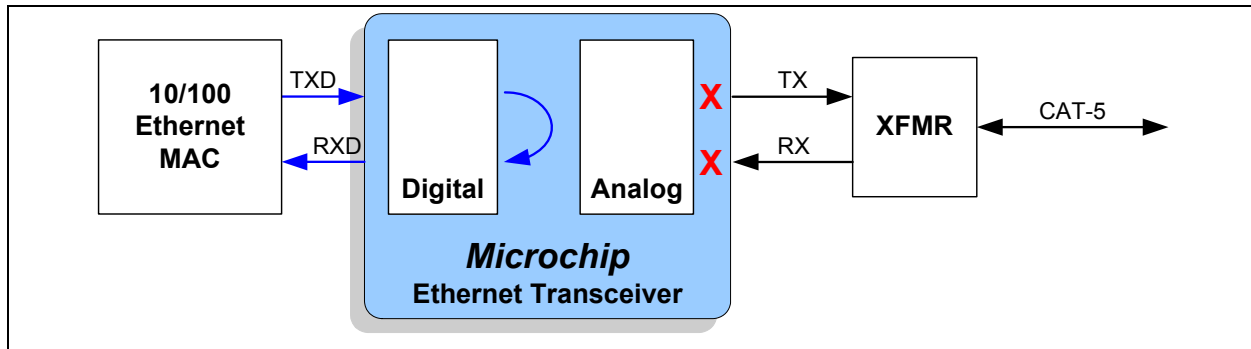 10/100
Ethernet
MAC
TXD
RXD
Digital
Analog
X
X
Microchip
Ethernet Transceiver
TX
RX
XFMR
CAT-5